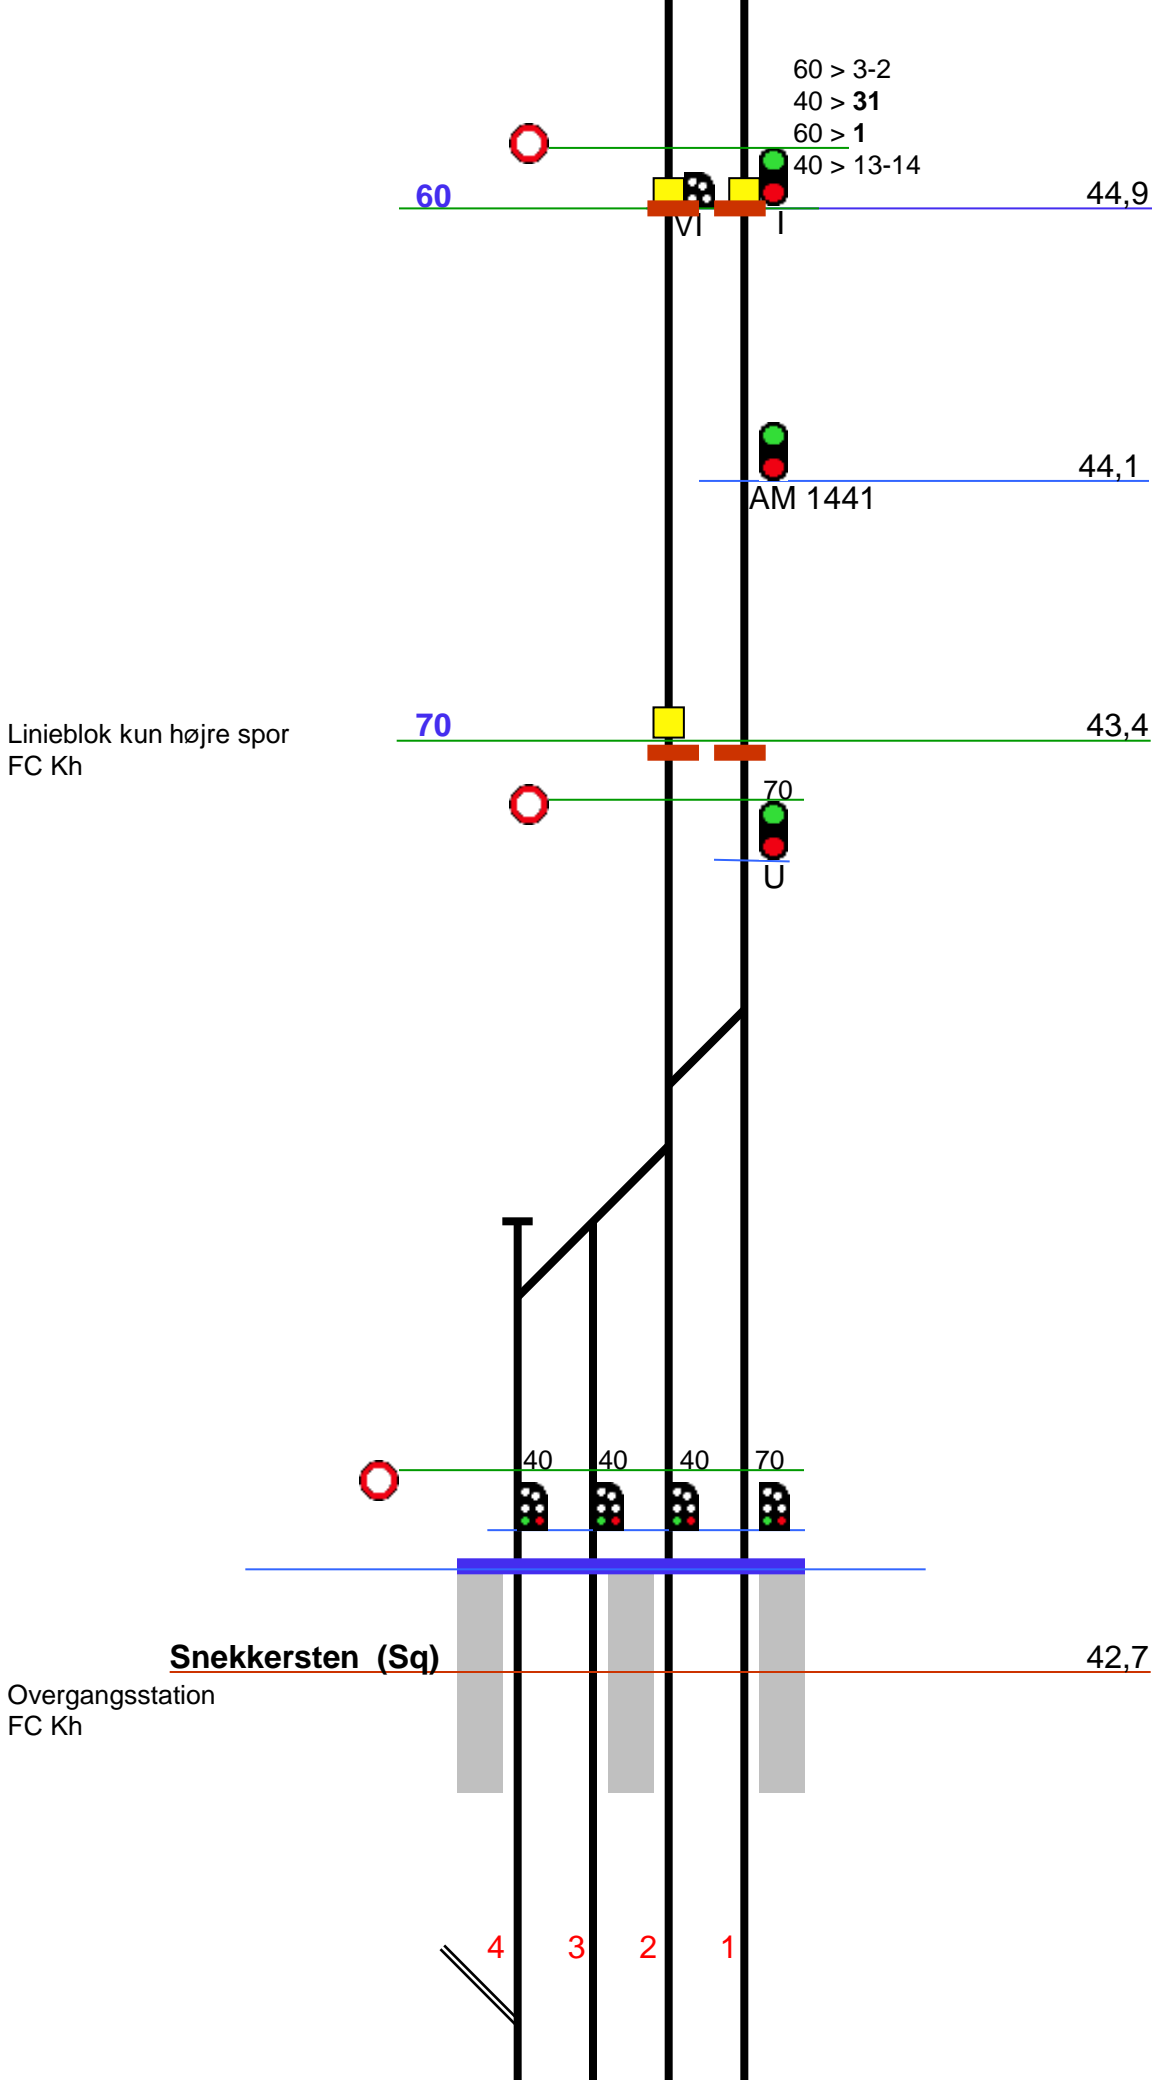 60 > 3-2
40 > 31
60 > 1
40 > 13-14
60
44,9
VI
I
44,1
AM 1441
Linieblok kun højre spor
FC Kh
70
43,4
70
U
40 40 40 70
Snekkersten (Sq)
42,7
Overgangsstation
FC Kh
4 3 2 1